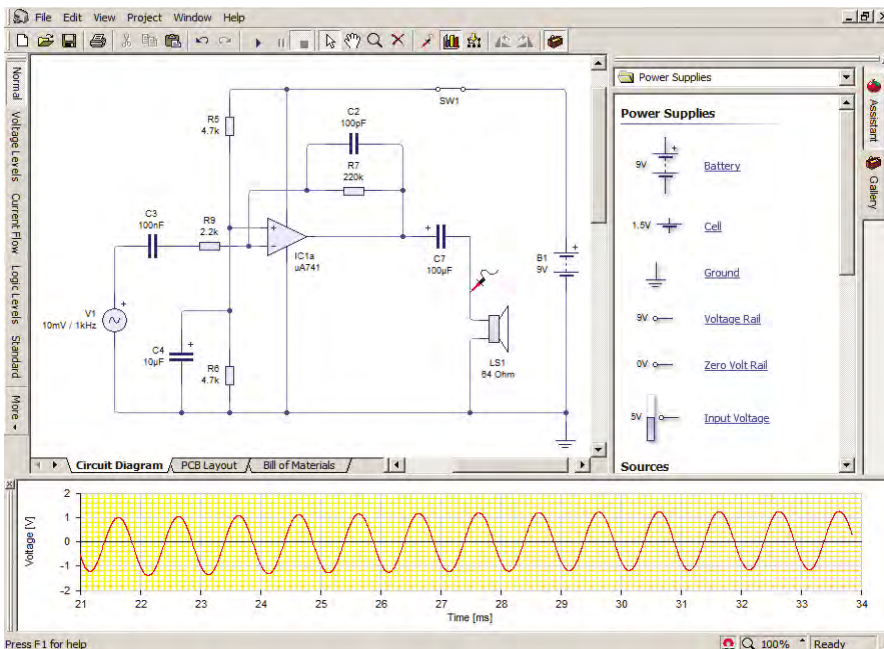 File Edit View Project Window Help
Normal
Voltage Levels
Current Flow
Logic Levels
Standard
More
R5
4.7k
C2
100pF
R7
220k
SW1
C3
100nF
R9
2.2k
+
−
IC1a
uA741
+
C7
100µF
B1
9V
+
V1
10mV / 1kHz
+
C4
10µF
+
R6
4.7k
LS1
64 Ohm
Circuit Diagram
PCB Layout
Bill of Materials
Power Supplies
Power Supplies
9V + Battery
1.5V + Cell
Ground
9V Voltage Rail
0V Zero Volt Rail
5V Input Voltage
Sources
Assistant
Gallery
Voltage [V]
2
1
0
-1
-2
21 22 23 24 25 26 27 28 29 30 31 32 33 34
Time [ms]
Press F1 for help
100%
Ready